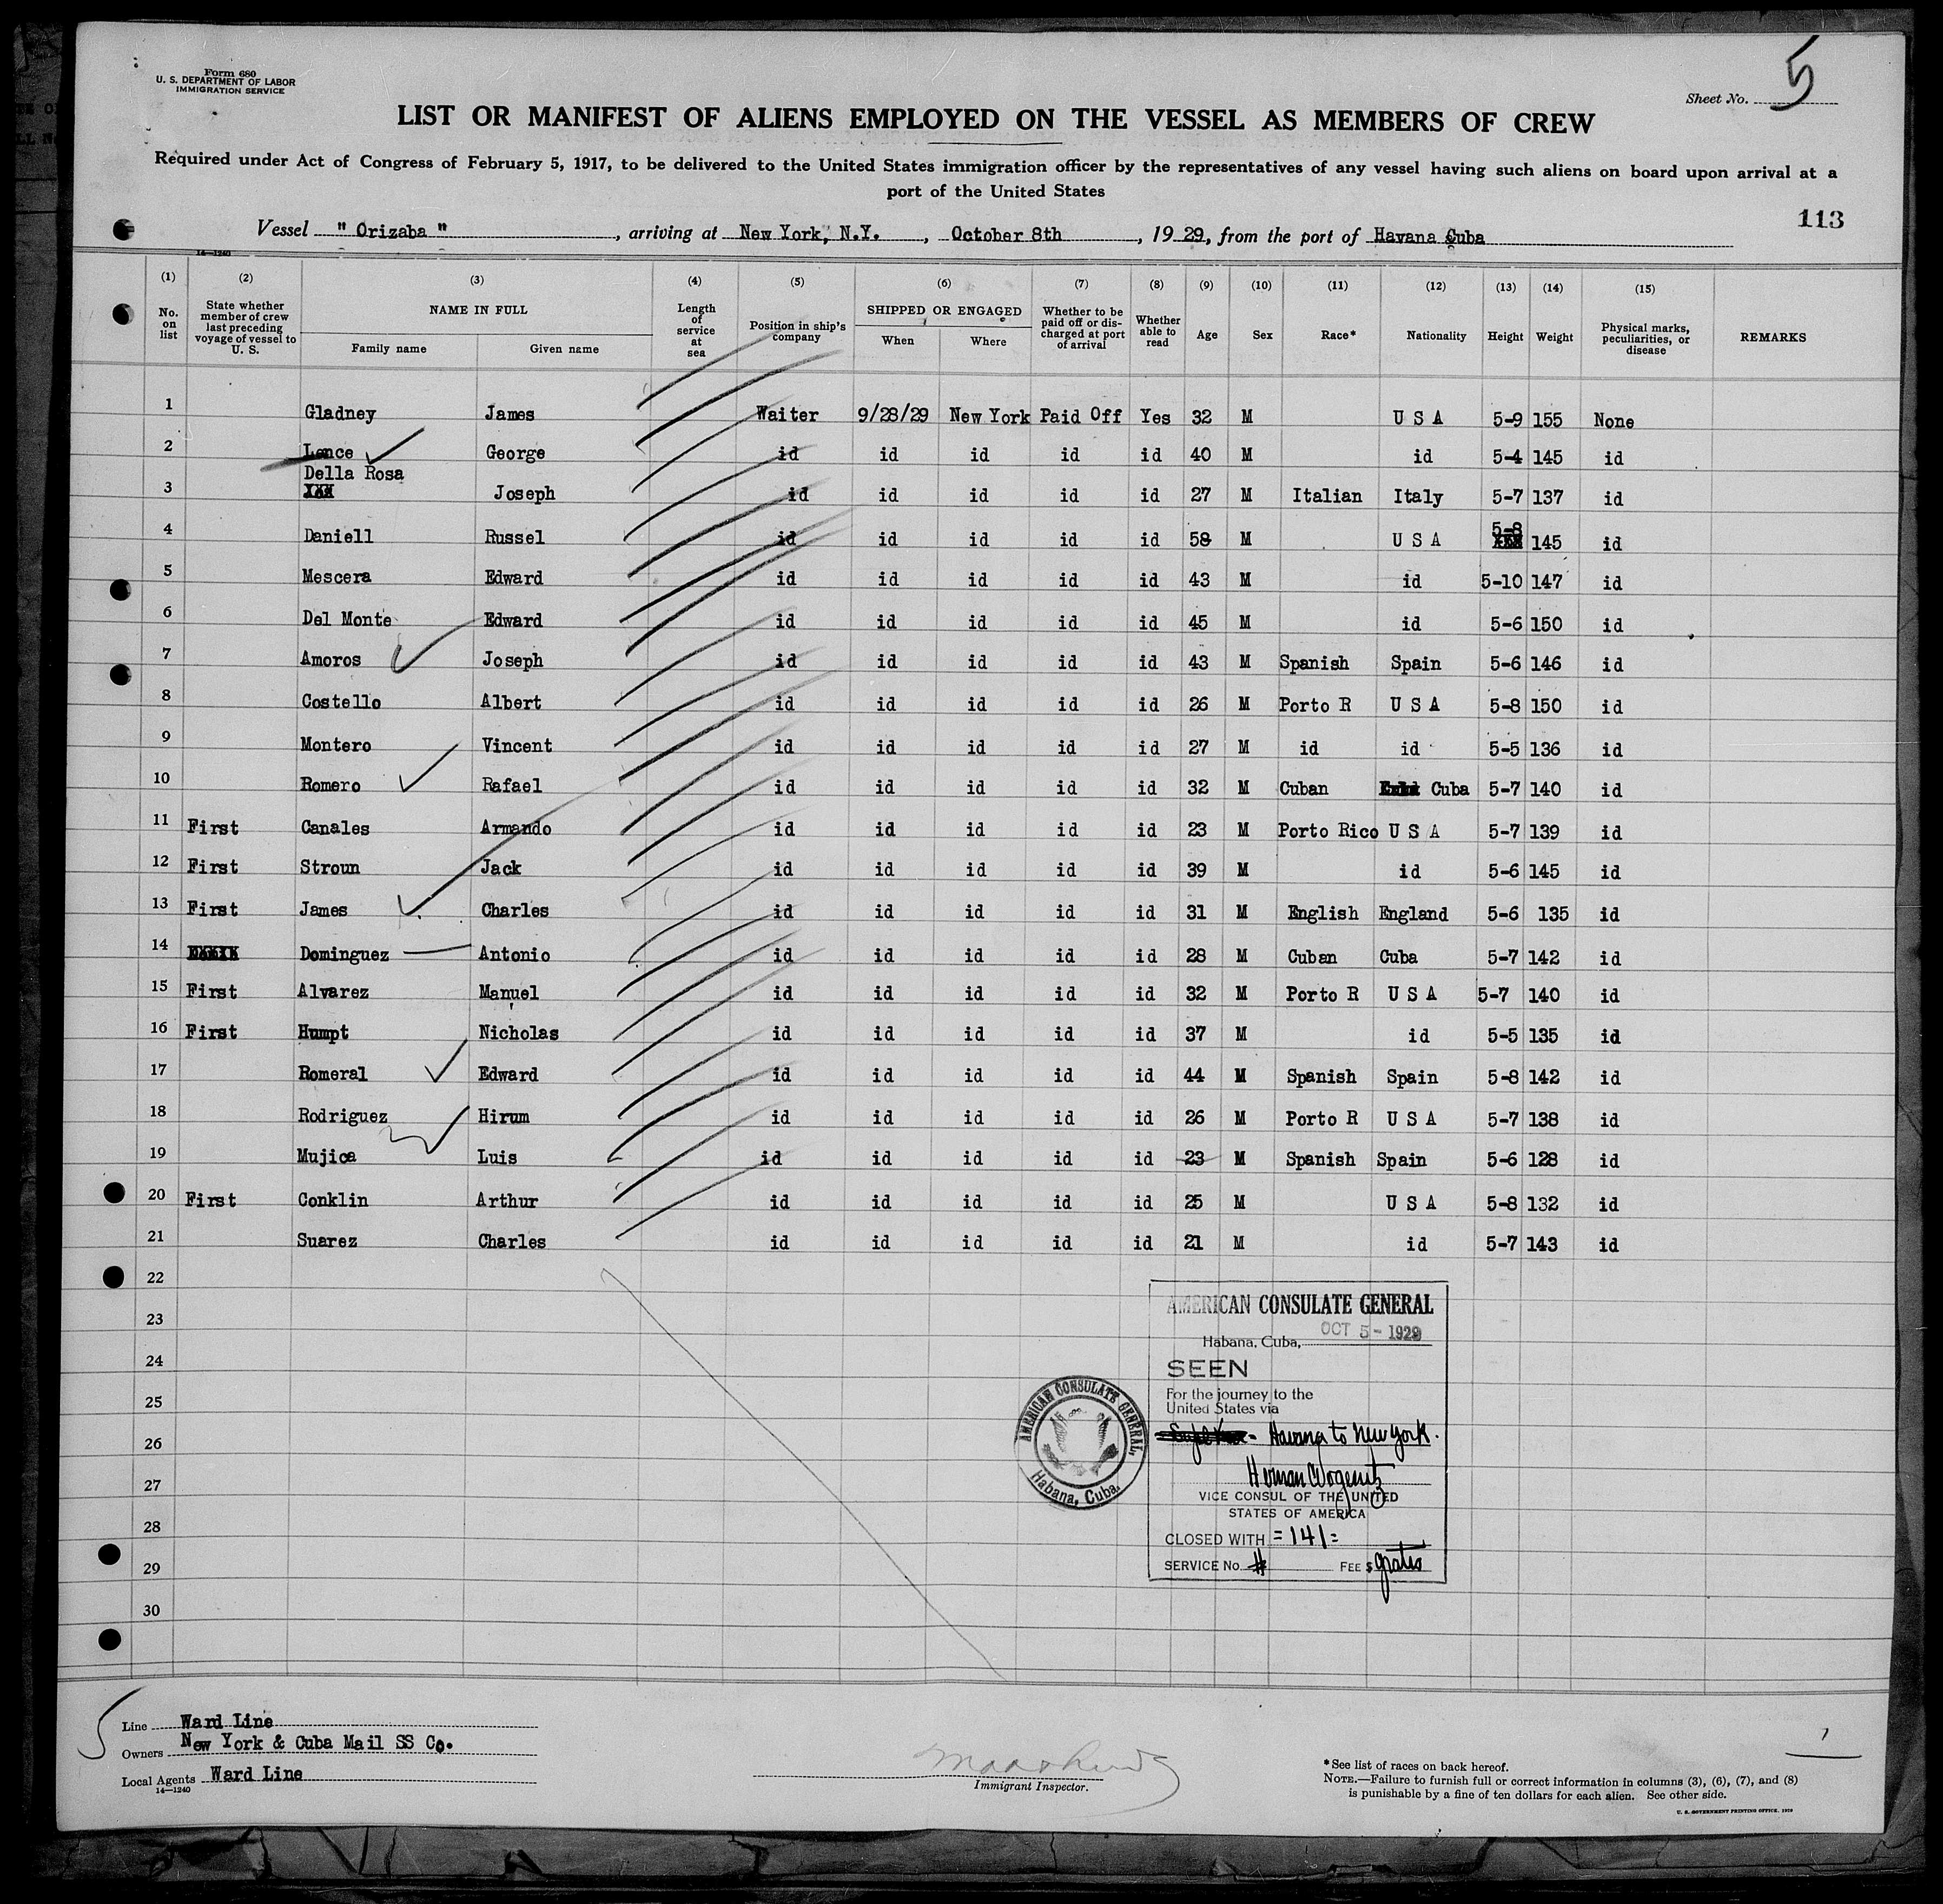 Form 680
U. S. DEPARTMENT OF LABOR
IMMIGRATION SERVICE
Sheet No. 5
LIST OR MANIFEST OF ALIENS EMPLOYED ON THE VESSEL AS MEMBERS OF CREW
Required under Act of Congress of February 5, 1917, to be delivered to the United States immigration officer by the representatives of any vessel having such aliens on board upon arrival at a
port of the United States
113
Vessel " Orizaba ", arriving at New York, N.Y., October 8th, 1929, from the port of Havana Cuba
14—1240
(1) (2) (3) (4) (5) (6) (7) (8) (9) (10) (11) (12) (13) (14) (15)
No. on list
State whether member of crew last preceding voyage of vessel to U. S.
NAME IN FULL
Family name
Given name
Length of service at sea
Position in ship's company
SHIPPED OR ENGAGED
When
Where
Whether to be paid off or discharged at port of arrival
Whether able to read
Age
Sex
Race*
Nationality
Height
Weight
Physical marks, peculiarities, or disease
REMARKS
1 Gladney James Waiter 9/28/29 New York Paid Off Yes 32 M U S A 5-9 155 None
2 Lence George id id id id id 40 M id 5-4 145 id
3 Della Rosa Joseph id id id id id 27 M Italian Italy 5-7 137 id
4 Daniell Russel id id id id id 58 M U S A 5-8 145 id
5 Mescera Edward id id id id id 43 M id 5-10 147 id
6 Del Monte Edward id id id id id 45 M id 5-6 150 id
7 Amoros Joseph id id id id id 43 M Spanish Spain 5-6 146 id
8 Costello Albert id id id id id 26 M Porto R U S A 5-8 150 id
9 Montero Vincent id id id id id 27 M id id 5-5 136 id
10 Romero Rafael id id id id id 32 M Cuban Cuba 5-7 140 id
11 First Canales Armando id id id id id 23 M Porto Rico U S A 5-7 139 id
12 First Stroun Jack id id id id id 39 M id 5-6 145 id
13 First James Charles id id id id id 31 M English England 5-6 135 id
14 Dominguez Antonio id id id id id 28 M Cuban Cuba 5-7 142 id
15 First Alvarez Manuel id id id id id 32 M Porto R U S A 5-7 140 id
16 First Humpt Nicholas id id id id id 37 M id 5-5 135 id
17 Romeral Edward id id id id id 44 M Spanish Spain 5-8 142 id
18 Rodriguez Hirum id id id id id 26 M Porto R U S A 5-7 138 id
19 Mujica Luis id id id id id 23 M Spanish Spain 5-6 128 id
20 First Conklin Arthur id id id id id 25 M U S A 5-8 132 id
21 Suarez Charles id id id id id 21 M id 5-7 143 id
22
23
24
25
26
27
28
29
30
AMERICAN CONSULATE GENERAL
Habana, Cuba, OCT 5 - 1929
SEEN
For the journey to the
United States via
Havana to New York.
VICE CONSUL OF THE UNITED
STATES OF AMERICA
CLOSED WITH =141=
SERVICE No. # FEE $ gratis
AMERICAN CONSULATE GENERAL,
Habana, Cuba.
5
Line Ward Line
Owners New York & Cuba Mail SS Co.
Local Agents Ward Line
14—1240
Immigrant Inspector.
1
*See list of races on back hereof.
NOTE.—Failure to furnish full or correct information in columns (3), (6), (7), and (8)
is punishable by a fine of ten dollars for each alien. See other side.
U. S. GOVERNMENT PRINTING OFFICE